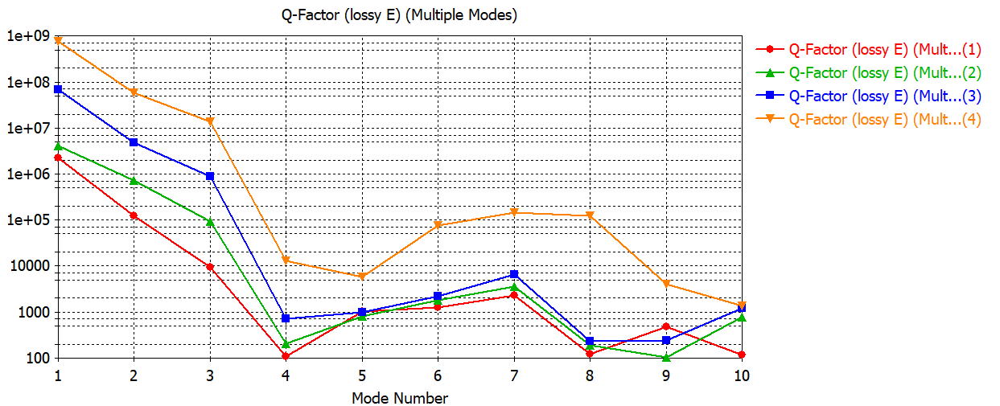 Q-Factor (lossy E) (Multiple Modes)
1e+09
1e+08
1e+07
1e+06
1e+05
10000
1000
100
1 2 3 4 5 6 7 8 9 10
Mode Number
Q-Factor (lossy E) (Mult...(1)
Q-Factor (lossy E) (Mult...(2)
Q-Factor (lossy E) (Mult...(3)
Q-Factor (lossy E) (Mult...(4)